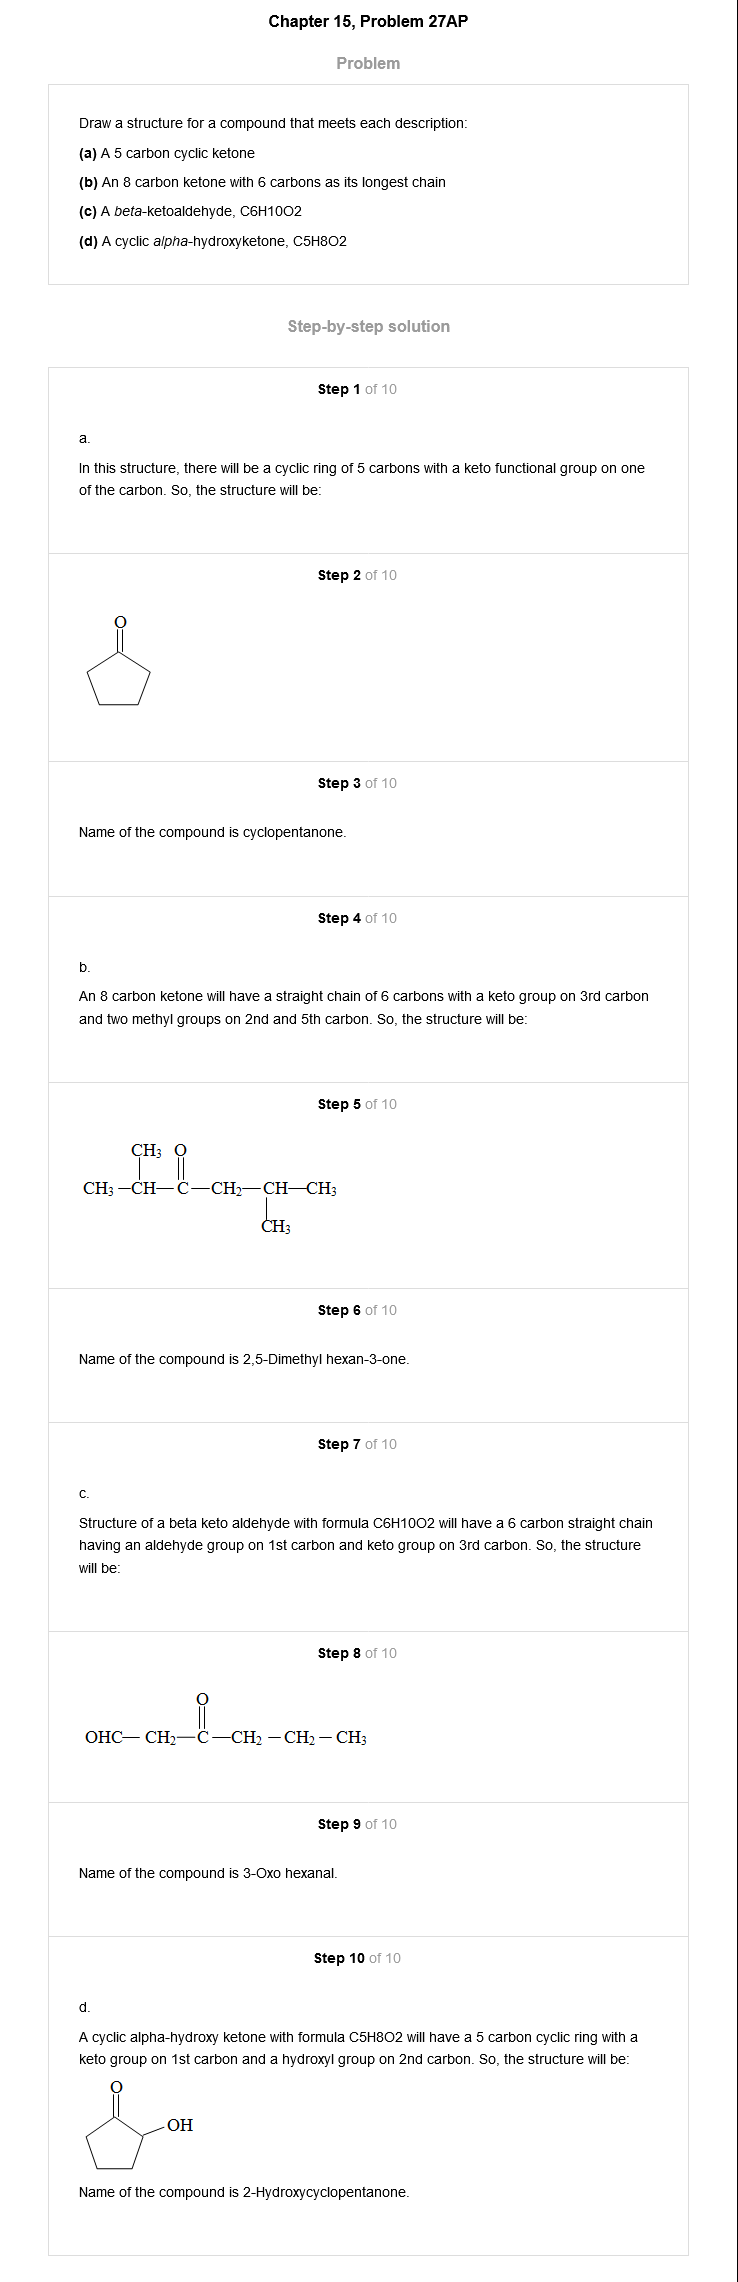 Chapter 15, Problem 27AP
Problem
Draw a structure for a compound that meets each description:
(a) A 5 carbon cyclic ketone
(b) An 8 carbon ketone with 6 carbons as its longest chain
(c) A beta-ketoaldehyde, C6H10O2
(d) A cyclic alpha-hydroxyketone, C5H8O2
Step-by-step solution
Step 1 of 10
a.
In this structure, there will be a cyclic ring of 5 carbons with a keto functional group on one
of the carbon. So, the structure will be:
Step 2 of 10
O
Step 3 of 10
Name of the compound is cyclopentanone.
Step 4 of 10
b.
An 8 carbon ketone will have a straight chain of 6 carbons with a keto group on 3rd carbon
and two methyl groups on 2nd and 5th carbon. So, the structure will be:
Step 5 of 10
CH3 O
CH3 –CH–C–CH2–CH–CH3
CH3
Step 6 of 10
Name of the compound is 2,5-Dimethyl hexan-3-one.
Step 7 of 10
c.
Structure of a beta keto aldehyde with formula C6H10O2 will have a 6 carbon straight chain
having an aldehyde group on 1st carbon and keto group on 3rd carbon. So, the structure
will be:
Step 8 of 10
O
OHC– CH2–C–CH2 – CH2 – CH3
Step 9 of 10
Name of the compound is 3-Oxo hexanal.
Step 10 of 10
d.
A cyclic alpha-hydroxy ketone with formula C5H8O2 will have a 5 carbon cyclic ring with a
keto group on 1st carbon and a hydroxyl group on 2nd carbon. So, the structure will be:
O
OH
Name of the compound is 2-Hydroxycyclopentanone.